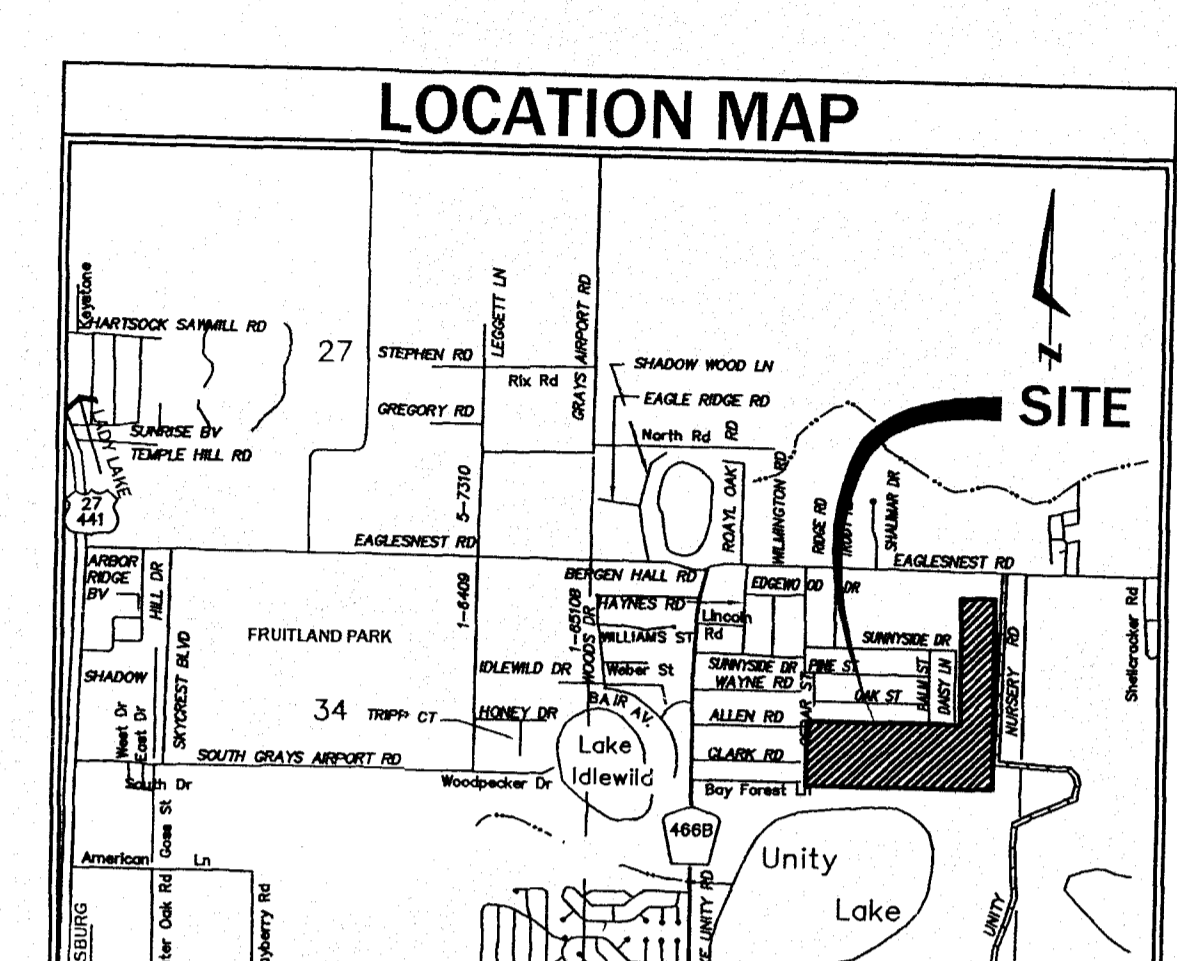 LOCATION MAP
Keystone
HARTSOCK SAWMILL RD
27
STEPHEN RD
LEGGETT LN
Rix Rd
GRAYS AIRPORT RD
SHADOW WOOD LN
EAGLE RIDGE RD
N
SITE
GREGORY RD
North Rd
RD
SUNRISE BV
TEMPLE HILL RD
LADY LAKE
27
441
5-7310
ROAYL OAK
WILMINGTON RD
RIDGE RD
SHALIMAR DR
EAGLESNEST RD
EAGLESNEST RD
ARBOR
RIDGE
BV
HILL DR
1-6409
BERGEN HALL RD
EDGEWOOD DR
HAYNES RD
1-6510B
Lincoln
Rd
WILLIAMS ST
WOODS DR
FRUITLAND PARK
SUNNYSIDE DR
NURSERY RD
Shellcracker Rd
SHADOW
SKYCREST BLVD
IDLEWILD DR
Weber St
SUNNYSIDE DR
PINE ST
WAYNE RD
OAK ST
BALM ST
DAISY LN
34
TRIPP CT
HONEY DR
BAIR AV.
ALLEN RD
West Dr
East Dr
Lake
Idlewild
CLARK RD
SOUTH GRAYS AIRPORT RD
South Dr
Woodpecker Dr
Bay Forest Ln
Goss St
466B
American Ln
Unity
Lake
UNITY RD
UNITY